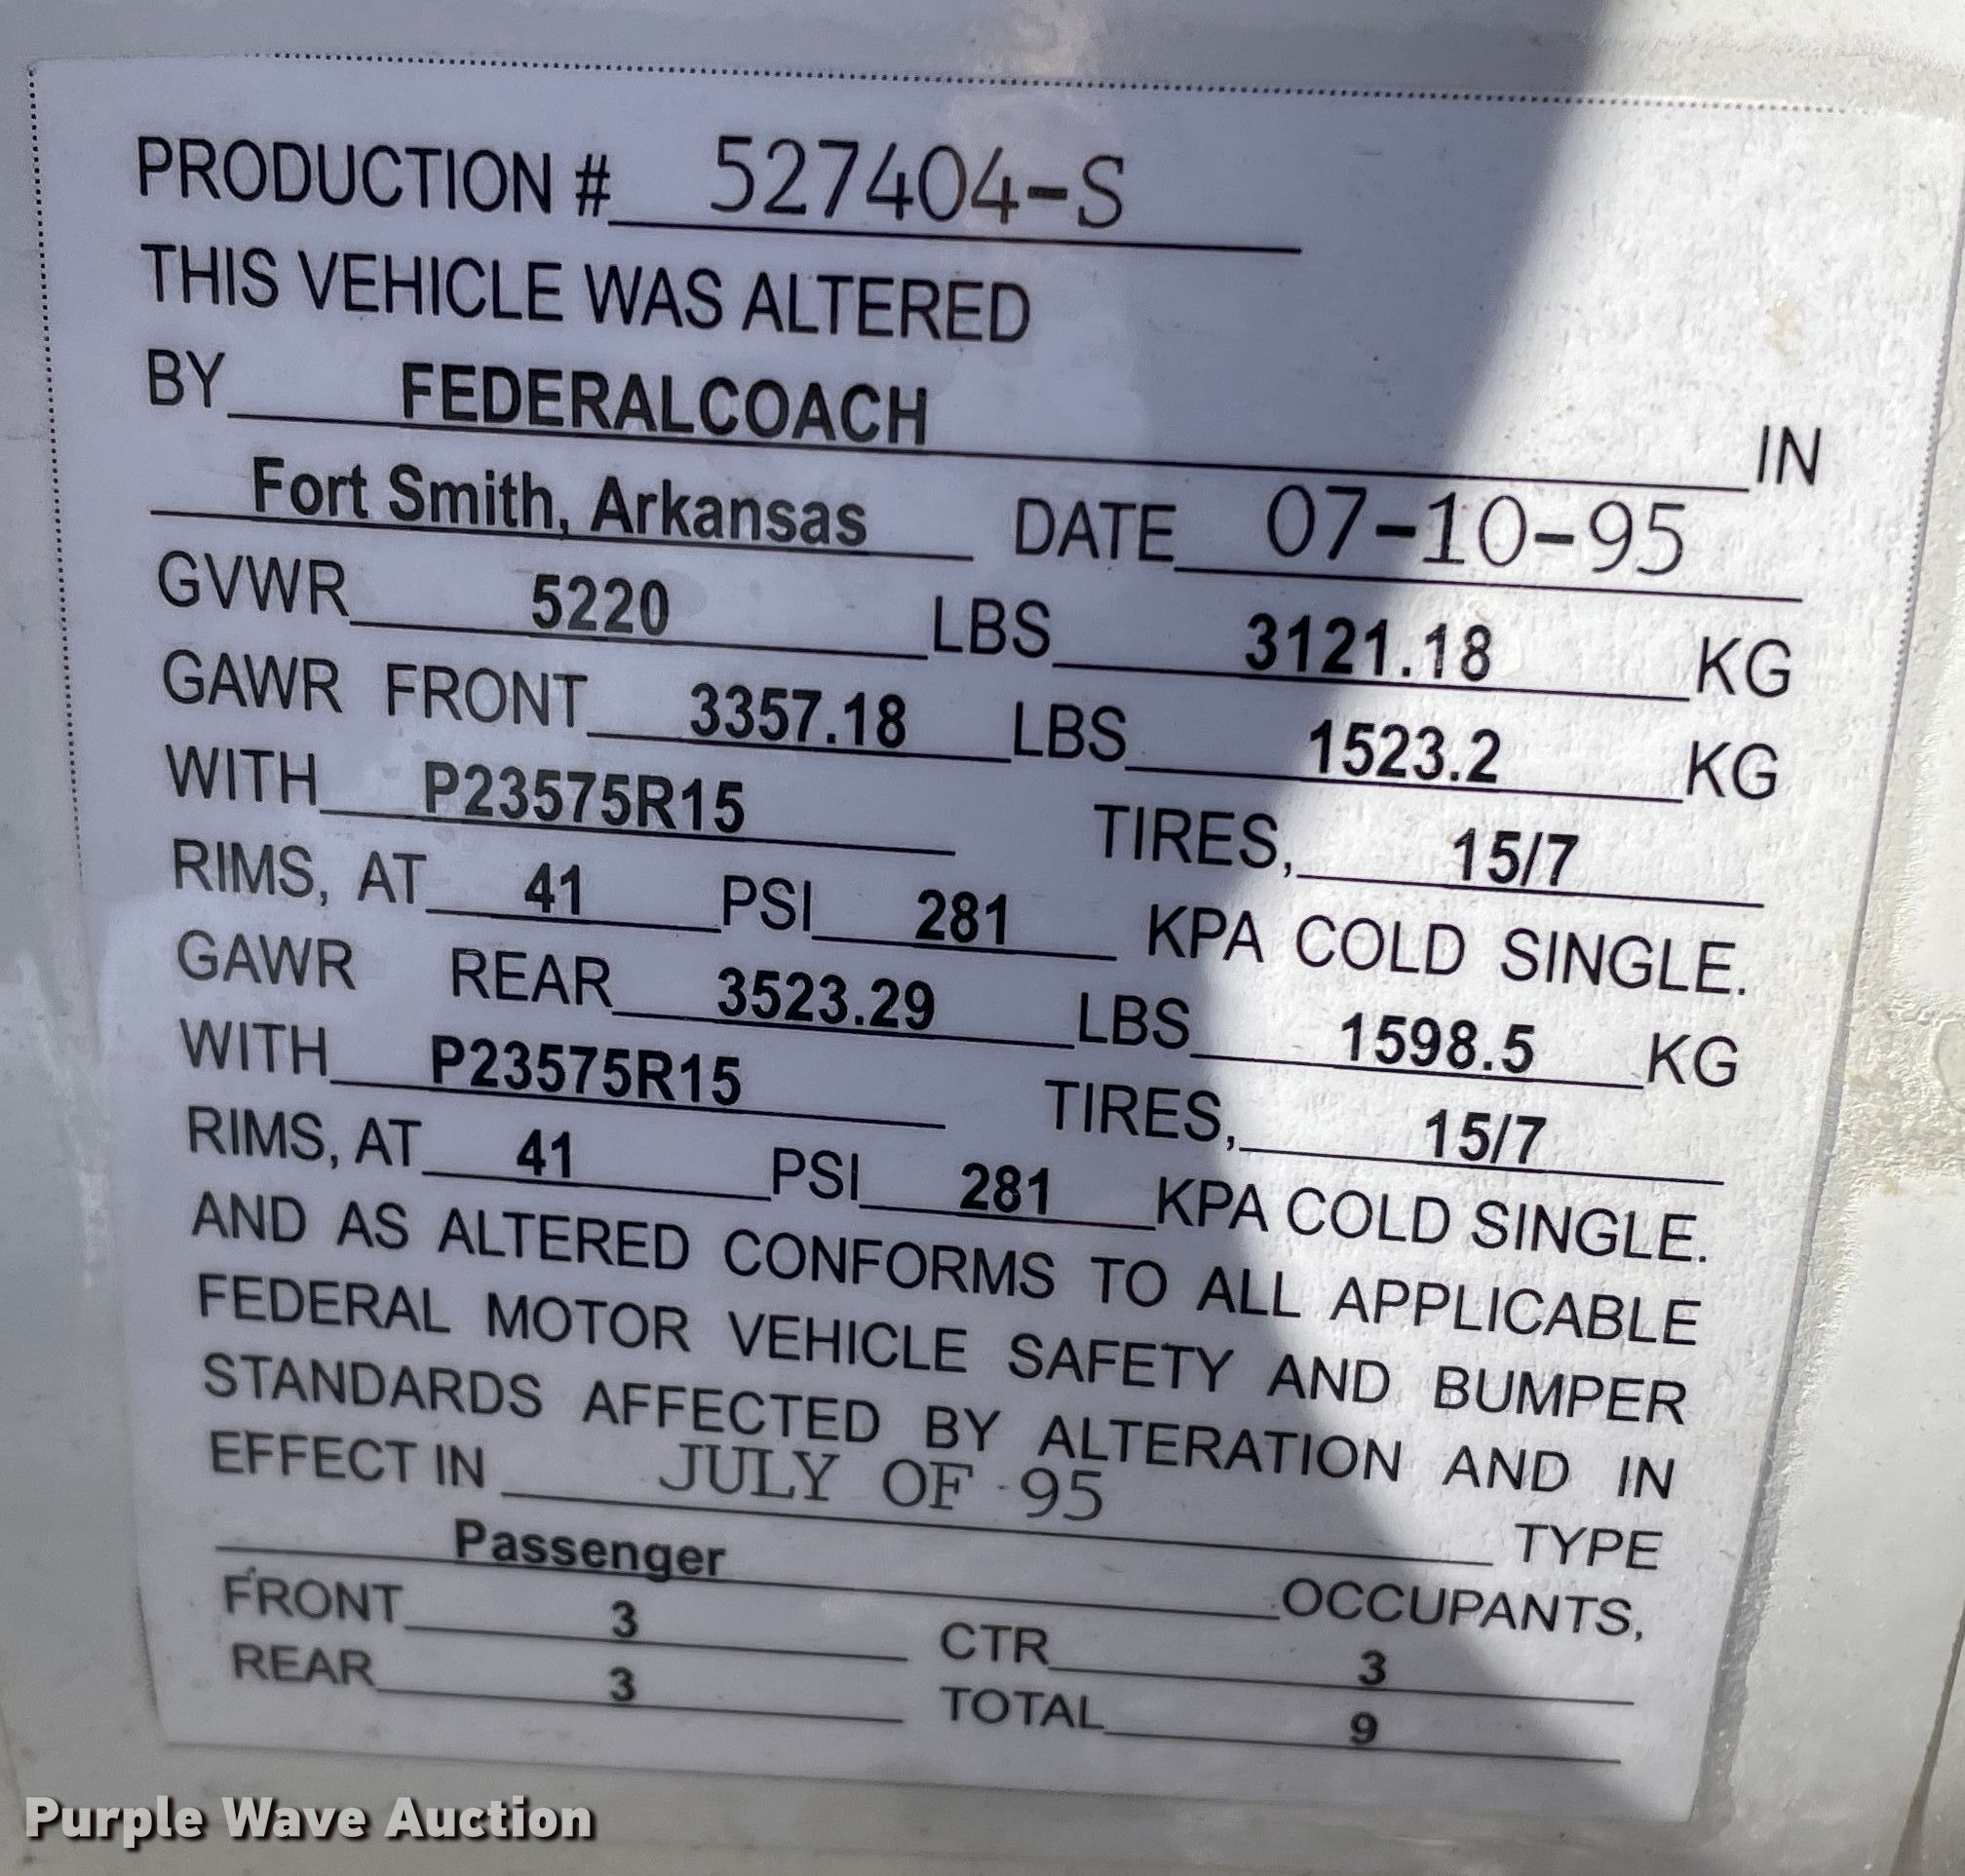 PRODUCTION # 527404-S
THIS VEHICLE WAS ALTERED
BY FEDERALCOACH IN
Fort Smith, Arkansas DATE 07-10-95
GVWR 5220 LBS 3121.18 KG
GAWR FRONT 3357.18 LBS 1523.2 KG
WITH P23575R15 TIRES, 15/7
RIMS, AT 41 PSI 281 KPA COLD SINGLE.
GAWR REAR 3523.29 LBS 1598.5 KG
WITH P23575R15 TIRES, 15/7
RIMS, AT 41 PSI 281 KPA COLD SINGLE.
AND AS ALTERED CONFORMS TO ALL APPLICABLE
FEDERAL MOTOR VEHICLE SAFETY AND BUMPER
STANDARDS AFFECTED BY ALTERATION AND IN
EFFECT IN JULY OF 95 TYPE
Passenger OCCUPANTS,
FRONT 3 CTR 3
REAR 3 TOTAL 9
Purple Wave Auction